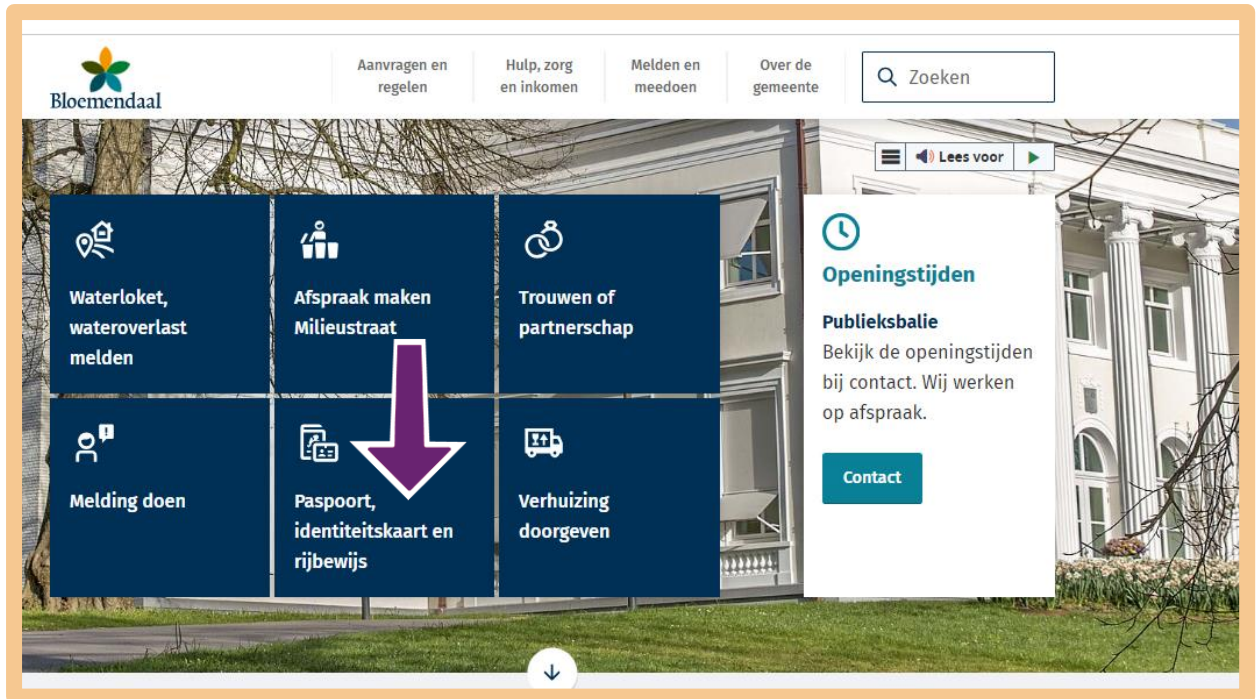 Bloemendaal
Aanvragen en
regelen
Hulp, zorg
en inkomen
Melden en
meedoen
Over de
gemeente
Zoeken
Lees voor
Waterloket,
wateroverlast
melden
Afspraak maken
Milieustraat
Trouwen of
partnerschap
Melding doen
Paspoort,
identiteitskaart en
rijbewijs
Verhuizing
doorgeven
Openingstijden
Publieksbalie
Bekijk de openingstijden
bij contact. Wij werken
op afspraak.
Contact